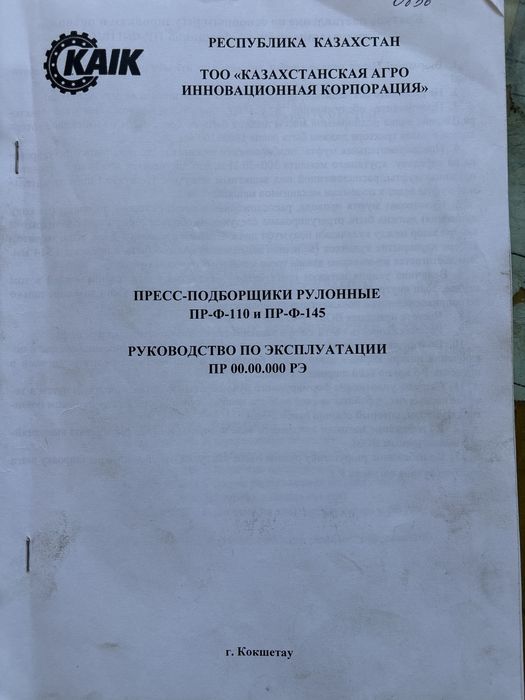 KAIK
РЕСПУБЛИКА КАЗАХСТАН
ТОО «КАЗАХСТАНСКАЯ АГРО
ИННОВАЦИОННАЯ КОРПОРАЦИЯ»
ПРЕСС-ПОДБОРЩИКИ РУЛОННЫЕ
ПР-Ф-110 и ПР-Ф-145
РУКОВОДСТВО ПО ЭКСПЛУАТАЦИИ
ПР 00.00.000 РЭ
г. Кокшетау